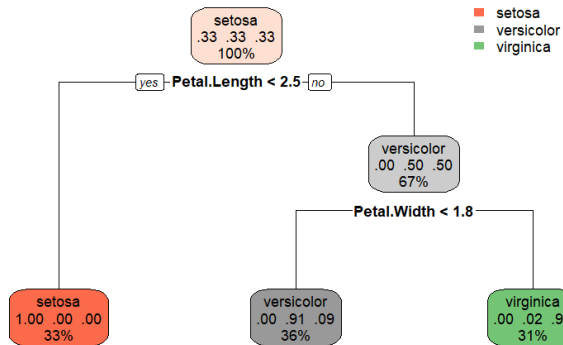 setosa
.33 .33 .33
100%
setosa
versicolor
virginica
yes Petal.Length < 2.5 no
versicolor
.00 .50 .50
67%
Petal.Width < 1.8
setosa
1.00 .00 .00
33%
versicolor
.00 .91 .09
36%
virginica
.00 .02 .9
31%